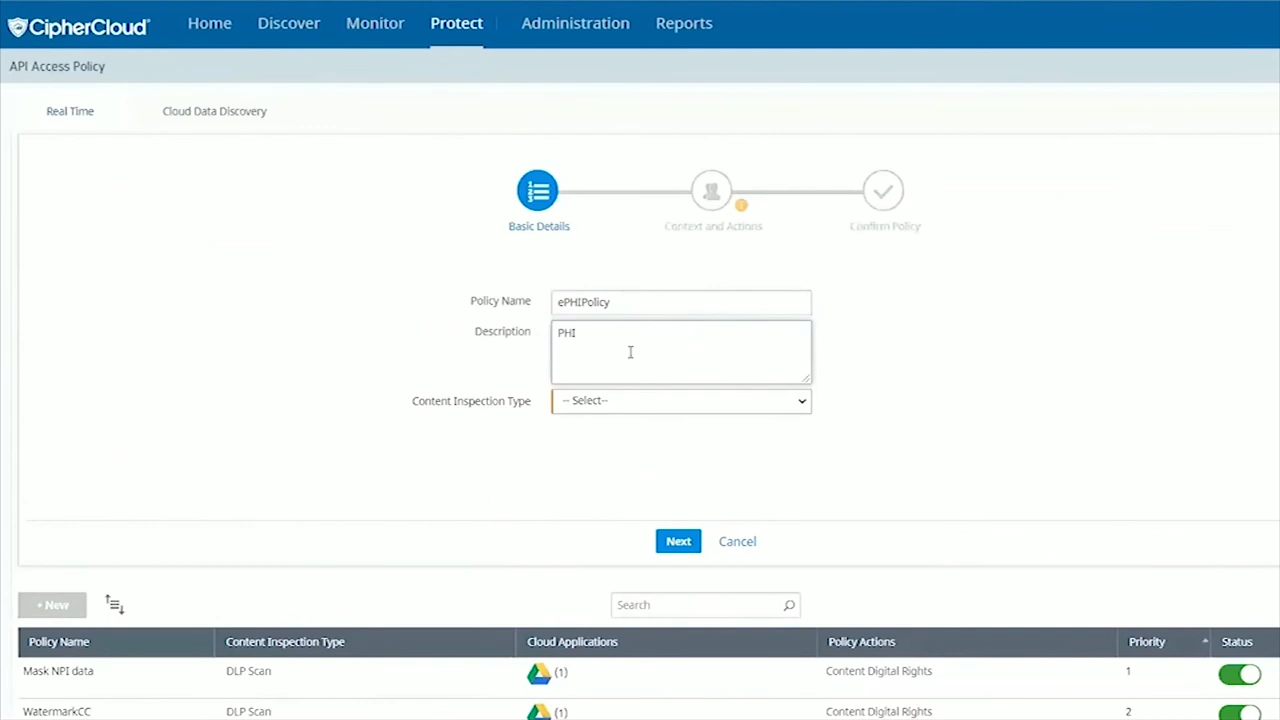 CipherCloud Home Discover Monitor Protect Administration Reports
API Access Policy
Real Time Cloud Data Discovery
Basic Details Context and Actions Confirm Policy
Policy Name ePHIPolicy
Description PHI
Content Inspection Type -- Select--
Next Cancel
+ New Search
Policy Name Content Inspection Type Cloud Applications Policy Actions Priority Status
Mask NPI data DLP Scan (1) Content Digital Rights 1
WatermarkCC DLP Scan (1) Content Digital Rights 2